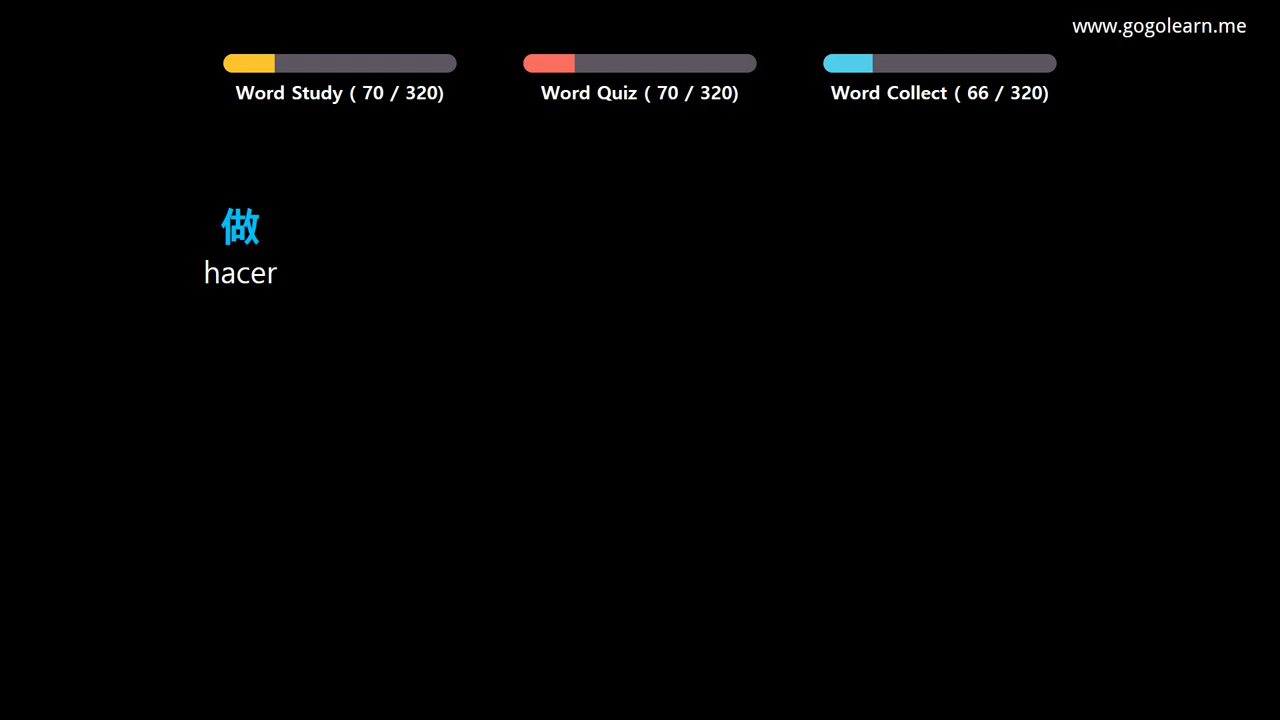 www.gogolearn.me
Word Study ( 70 / 320)
Word Quiz ( 70 / 320)
Word Collect ( 66 / 320)
做
hacer